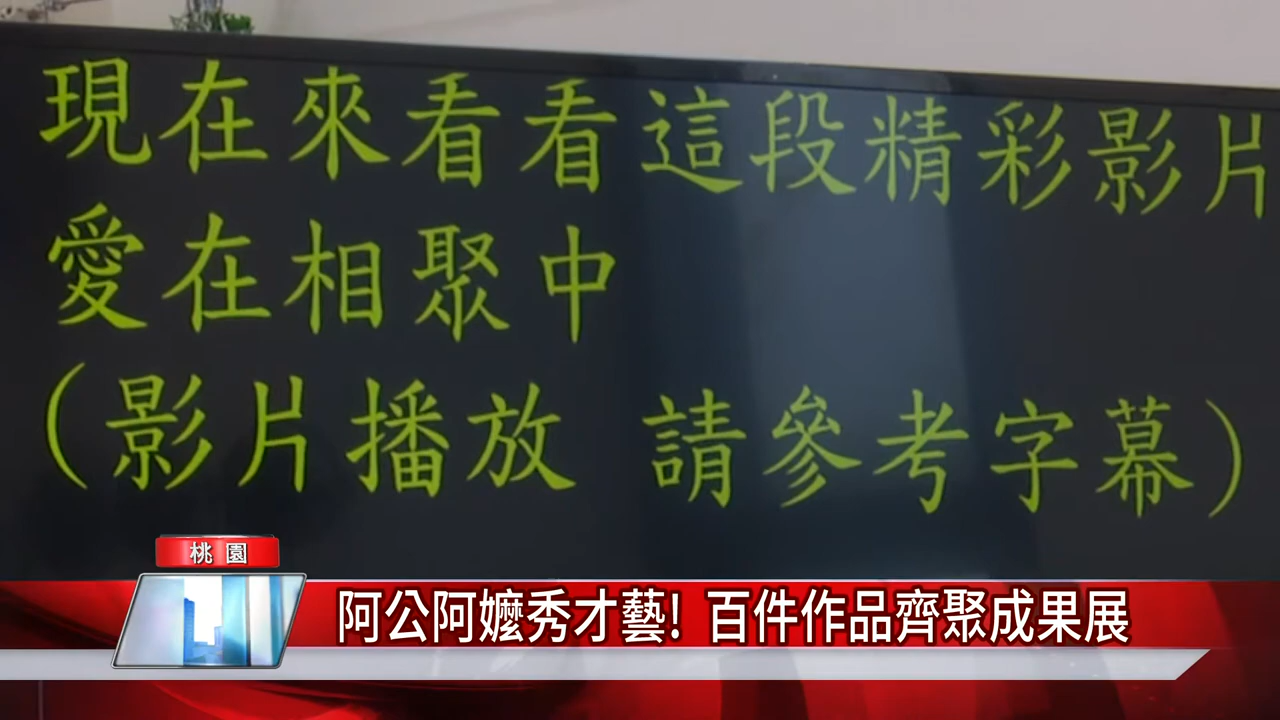 現在來看看這段精彩影片
愛在相聚中
(影片播放 請參考字幕)
桃園
阿公阿嬤秀才藝! 百件作品齊聚成果展